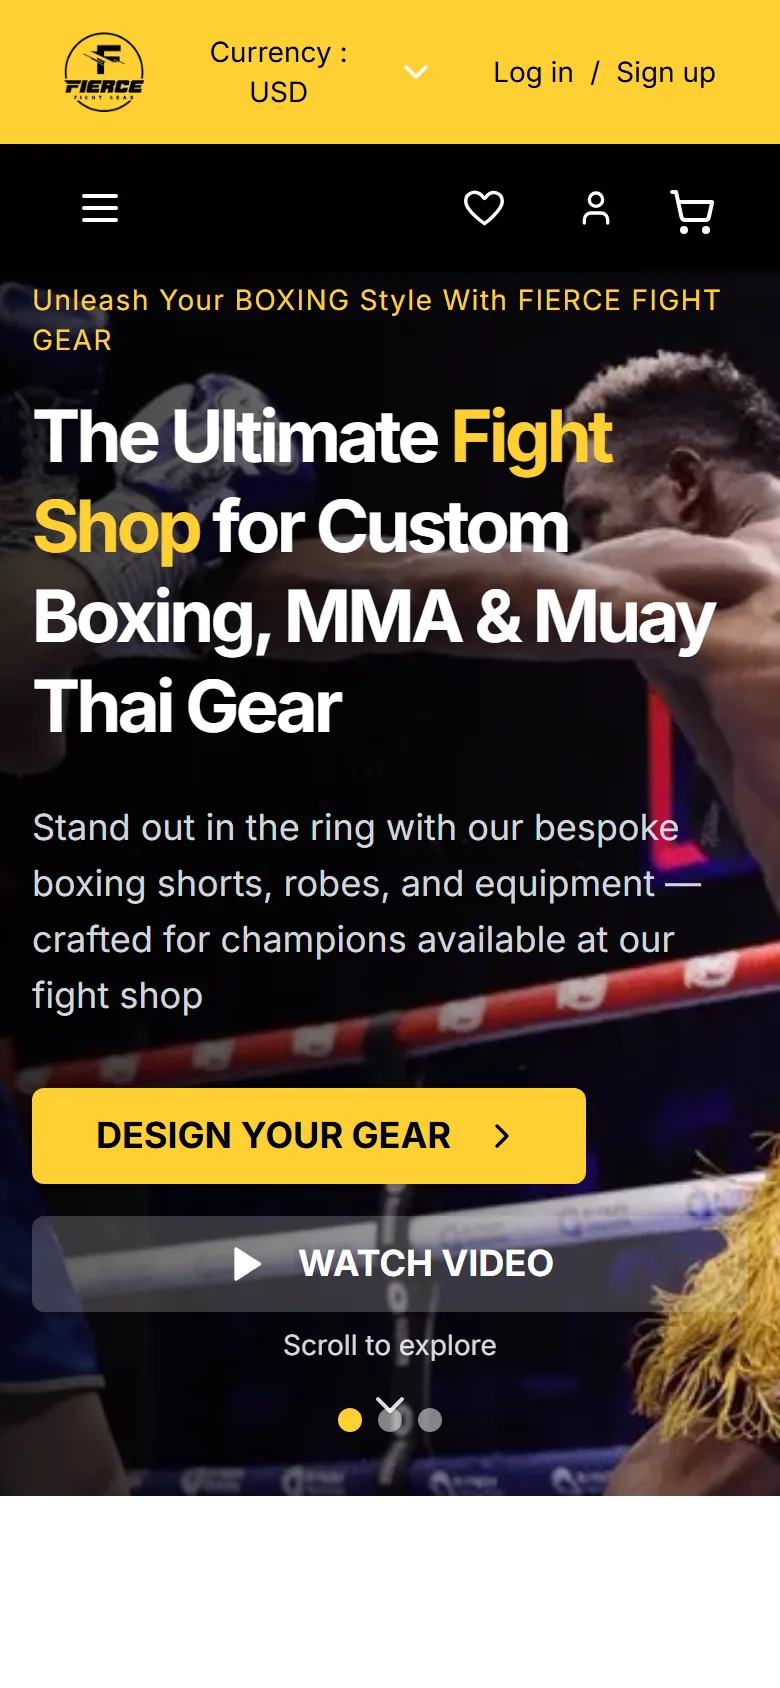 FIERCE
FIGHT GEAR
Currency :
USD
Log in / Sign up
Unleash Your BOXING Style With FIERCE FIGHT
GEAR
The Ultimate Fight
Shop for Custom
Boxing, MMA & Muay
Thai Gear
Stand out in the ring with our bespoke
boxing shorts, robes, and equipment —
crafted for champions available at our
fight shop
DESIGN YOUR GEAR
WATCH VIDEO
Scroll to explore